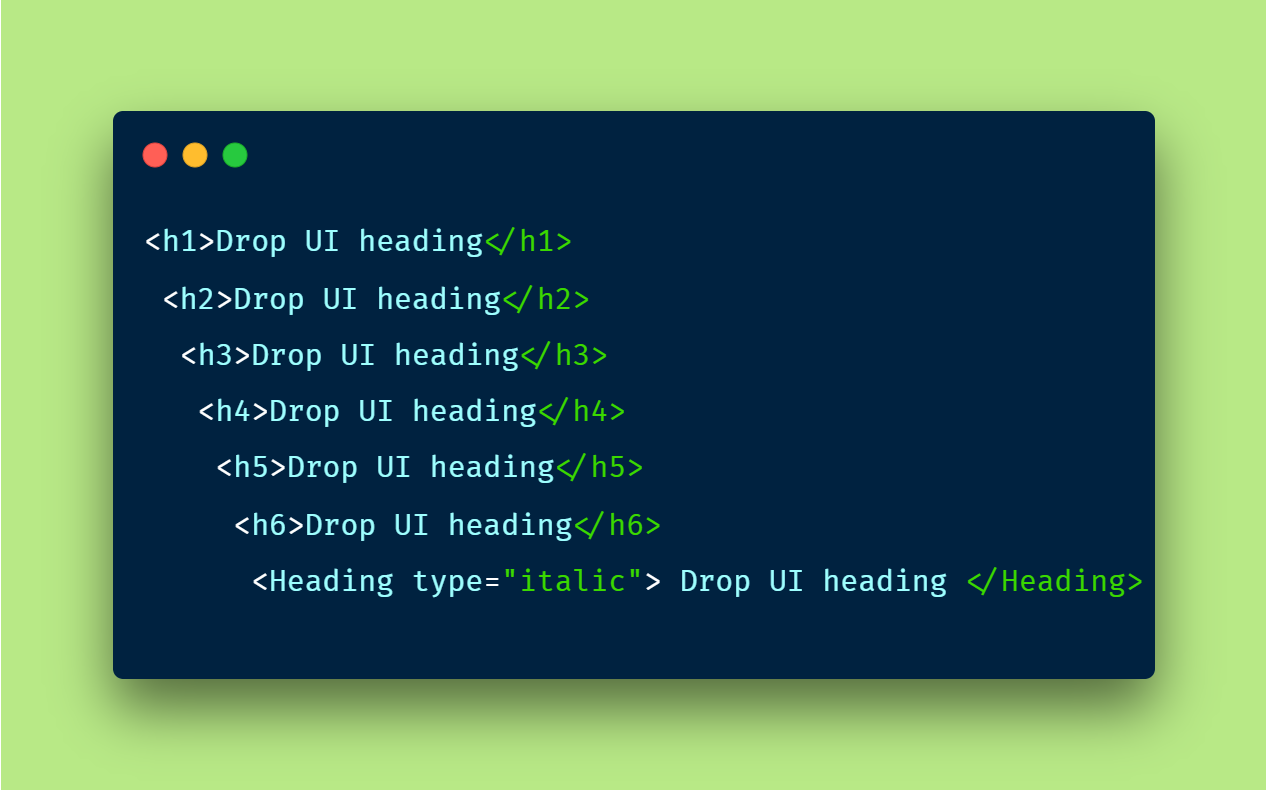 <h1>Drop UI heading</h1>
<h2>Drop UI heading</h2>
<h3>Drop UI heading</h3>
<h4>Drop UI heading</h4>
<h5>Drop UI heading</h5>
<h6>Drop UI heading</h6>
<Heading type="italic"> Drop UI heading </Heading>